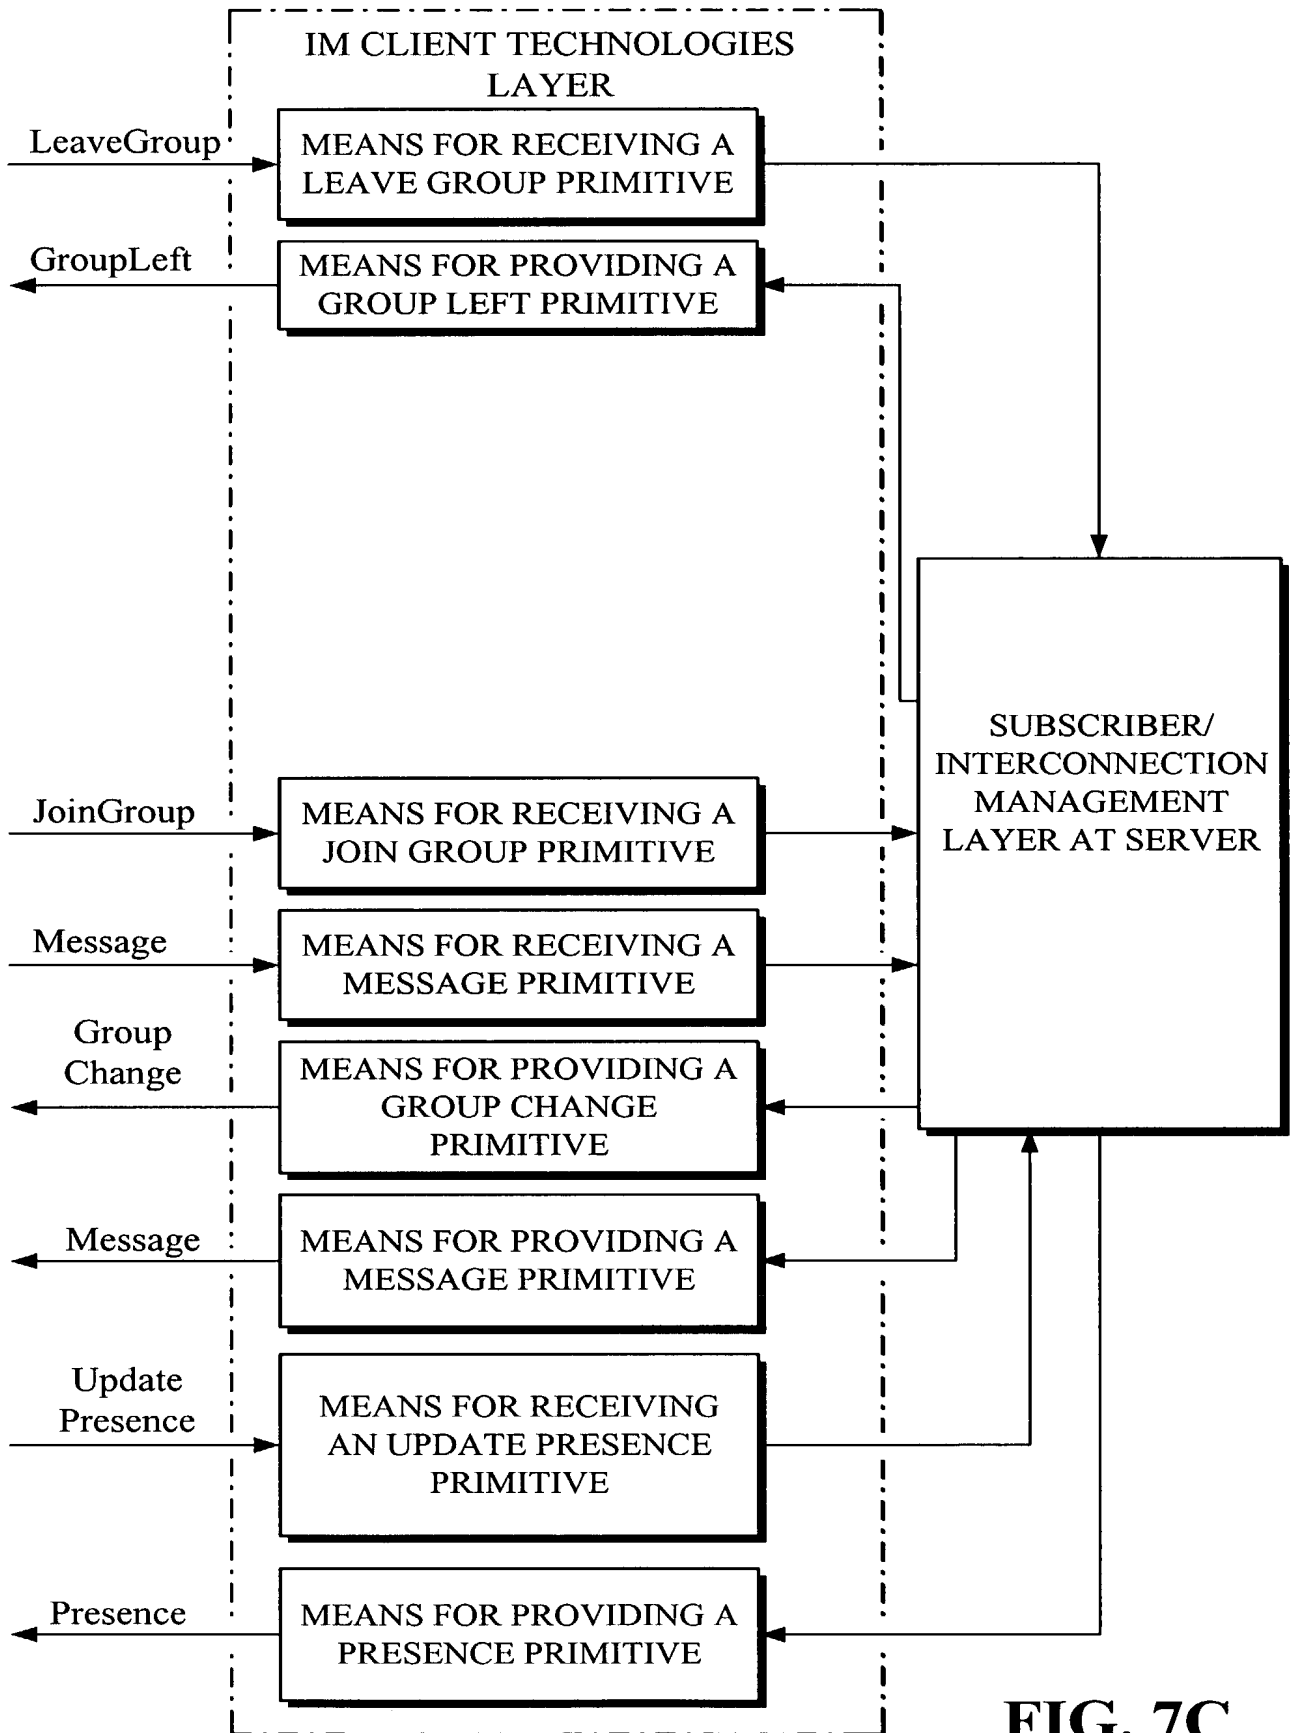 IM CLIENT TECHNOLOGIES
LAYER
LeaveGroup
MEANS FOR RECEIVING A
LEAVE GROUP PRIMITIVE
GroupLeft
MEANS FOR PROVIDING A
GROUP LEFT PRIMITIVE
SUBSCRIBER/
INTERCONNECTION
MANAGEMENT
LAYER AT SERVER
JoinGroup
MEANS FOR RECEIVING A
JOIN GROUP PRIMITIVE
Message
MEANS FOR RECEIVING A
MESSAGE PRIMITIVE
Group
Change
MEANS FOR PROVIDING A
GROUP CHANGE
PRIMITIVE
Message
MEANS FOR PROVIDING A
MESSAGE PRIMITIVE
Update
Presence
MEANS FOR RECEIVING
AN UPDATE PRESENCE
PRIMITIVE
Presence
MEANS FOR PROVIDING A
PRESENCE PRIMITIVE
FIG. 7C